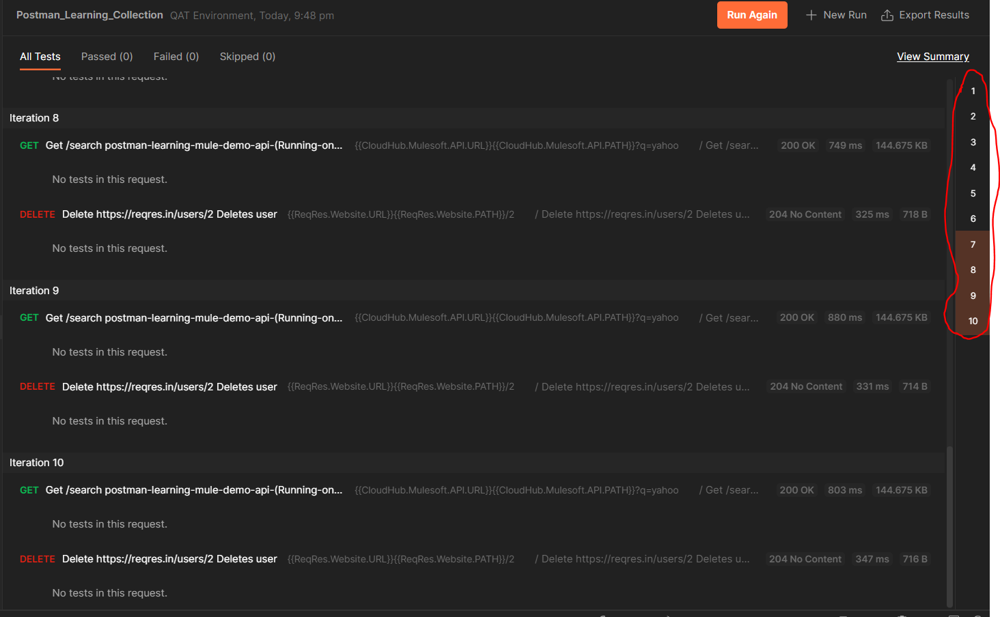 Postman_Learning_Collection QAT Environment, Today, 9:48 pm Run Again New Run Export Results
All Tests Passed (0) Failed (0) Skipped (0) View Summary
No tests in this request.
Iteration 8
GET Get /search postman-learning-mule-demo-api-(Running-on... {{CloudHub.Mulesoft.API.URL}}{{CloudHub.Mulesoft.API.PATH}}?q=yahoo / Get /sear... 200 OK 749 ms 144.675 KB
No tests in this request.
DELETE Delete https://reqres.in/users/2 Deletes user {{ReqRes.Website.URL}}{{ReqRes.Website.PATH}}/2 / Delete https://reqres.in/users/2 Deletes u... 204 No Content 325 ms 718 B
No tests in this request.
Iteration 9
GET Get /search postman-learning-mule-demo-api-(Running-on... {{CloudHub.Mulesoft.API.URL}}{{CloudHub.Mulesoft.API.PATH}}?q=yahoo / Get /sear... 200 OK 880 ms 144.675 KB
No tests in this request.
DELETE Delete https://reqres.in/users/2 Deletes user {{ReqRes.Website.URL}}{{ReqRes.Website.PATH}}/2 / Delete https://reqres.in/users/2 Deletes u... 204 No Content 331 ms 714 B
No tests in this request.
Iteration 10
GET Get /search postman-learning-mule-demo-api-(Running-on... {{CloudHub.Mulesoft.API.URL}}{{CloudHub.Mulesoft.API.PATH}}?q=yahoo / Get /sear... 200 OK 803 ms 144.675 KB
No tests in this request.
DELETE Delete https://reqres.in/users/2 Deletes user {{ReqRes.Website.URL}}{{ReqRes.Website.PATH}}/2 / Delete https://reqres.in/users/2 Deletes u... 204 No Content 347 ms 716 B
No tests in this request.
1
2
3
4
5
6
7
8
9
10